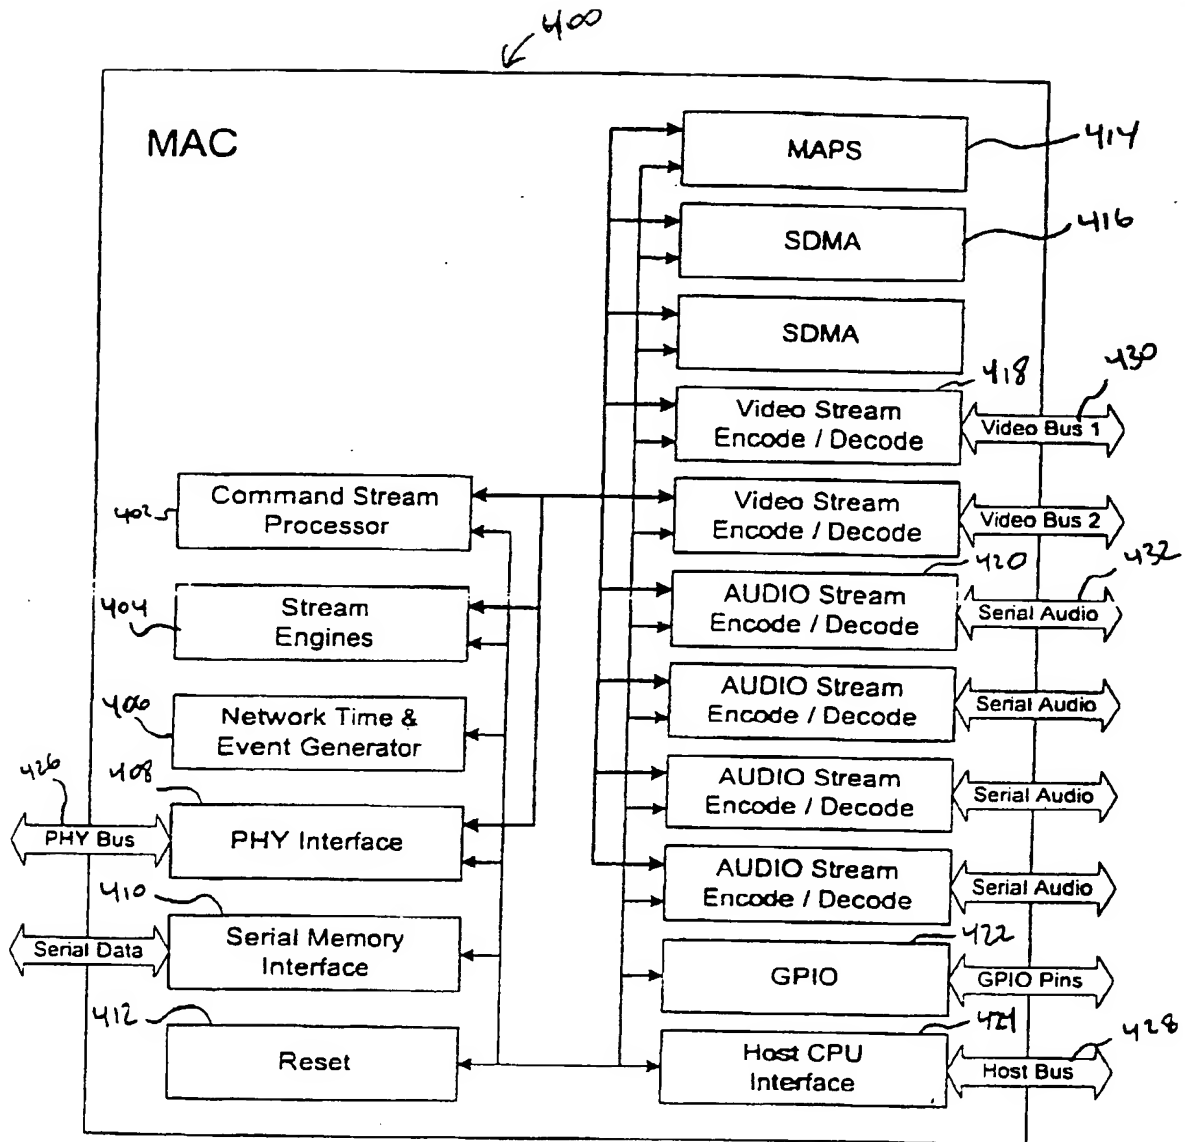 400
MAC
MAPS
414
SDMA
416
SDMA
418
430
Video Stream
Encode / Decode
Video Bus 1
402
Command Stream
Processor
Video Stream
Encode / Decode
Video Bus 2
420
432
404
Stream
Engines
AUDIO Stream
Encode / Decode
Serial Audio
406
Network Time &
Event Generator
AUDIO Stream
Encode / Decode
Serial Audio
426
408
PHY Bus
PHY Interface
AUDIO Stream
Encode / Decode
Serial Audio
410
Serial Data
Serial Memory
Interface
AUDIO Stream
Encode / Decode
Serial Audio
422
GPIO
GPIO Pins
412
Reset
424
428
Host CPU
Interface
Host Bus